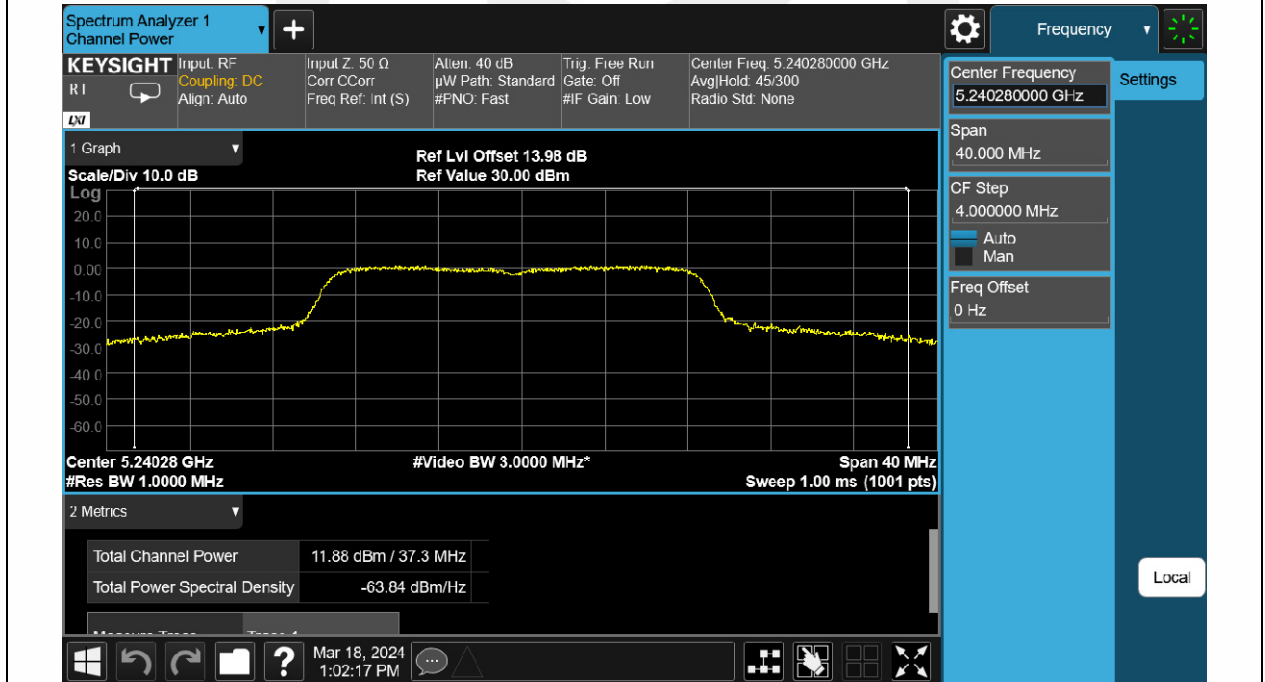 Spectrum Analyzer 1
Channel Power
Frequency
KEYSIGHT
R L
LXI
Input: RF
Coupling: DC
Align: Auto
Input Z: 50 Ω
Corr CCorr
Freq Ref: Int (S)
Atten: 40 dB
µW Path: Standard
#PNO: Fast
Trig: Free Run
Gate: Off
#IF Gain: Low
Center Freq: 5.240280000 GHz
Avg|Hold: 45/300
Radio Std: None
Center Frequency
5.240280000 GHz
Settings
Span
40.000 MHz
CF Step
4.000000 MHz
Auto
Man
Freq Offset
0 Hz
1 Graph
Scale/Div 10.0 dB
Ref Lvl Offset 13.98 dB
Ref Value 30.00 dBm
Log
20.0
10.0
0.00
-10.0
-20.0
-30.0
-40.0
-50.0
-60.0
Center 5.24028 GHz
#Video BW 3.0000 MHz*
Span 40 MHz
#Res BW 1.0000 MHz
Sweep 1.00 ms (1001 pts)
2 Metrics
Total Channel Power 11.88 dBm / 37.3 MHz
Total Power Spectral Density -63.84 dBm/Hz
Local
?
Mar 18, 2024
1:02:17 PM